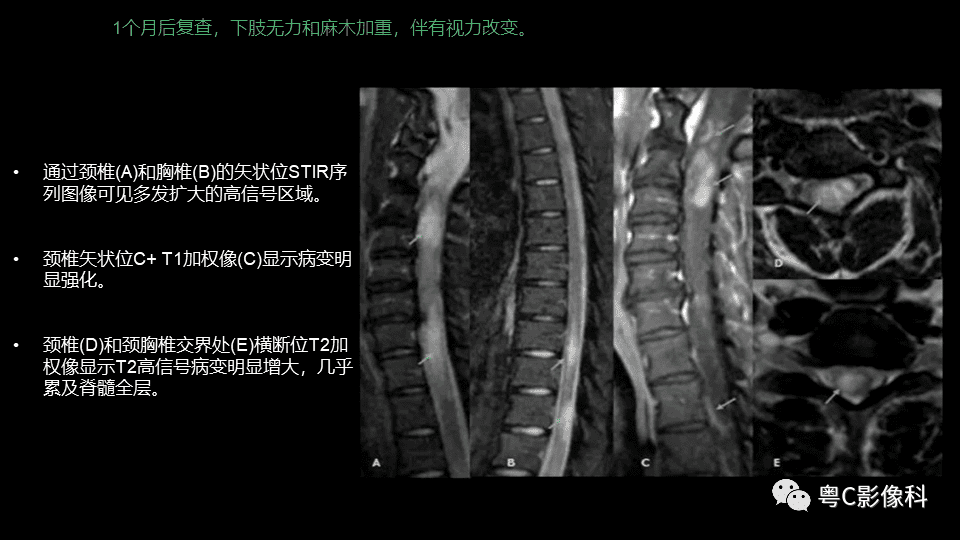 1个月后复查，下肢无力和麻木加重，伴有视力改变。
• 通过颈椎(A)和胸椎(B)的矢状位STIR序
列图像可见多发扩大的高信号区域。
• 颈椎矢状位C+ T1加权像(C)显示病变明
显强化。
• 颈椎(D)和颈胸椎交界处(E)横断位T2加
权像显示T2高信号病变明显增大，几乎
累及脊髓全层。
A
B
C
D
E
粤C影像科